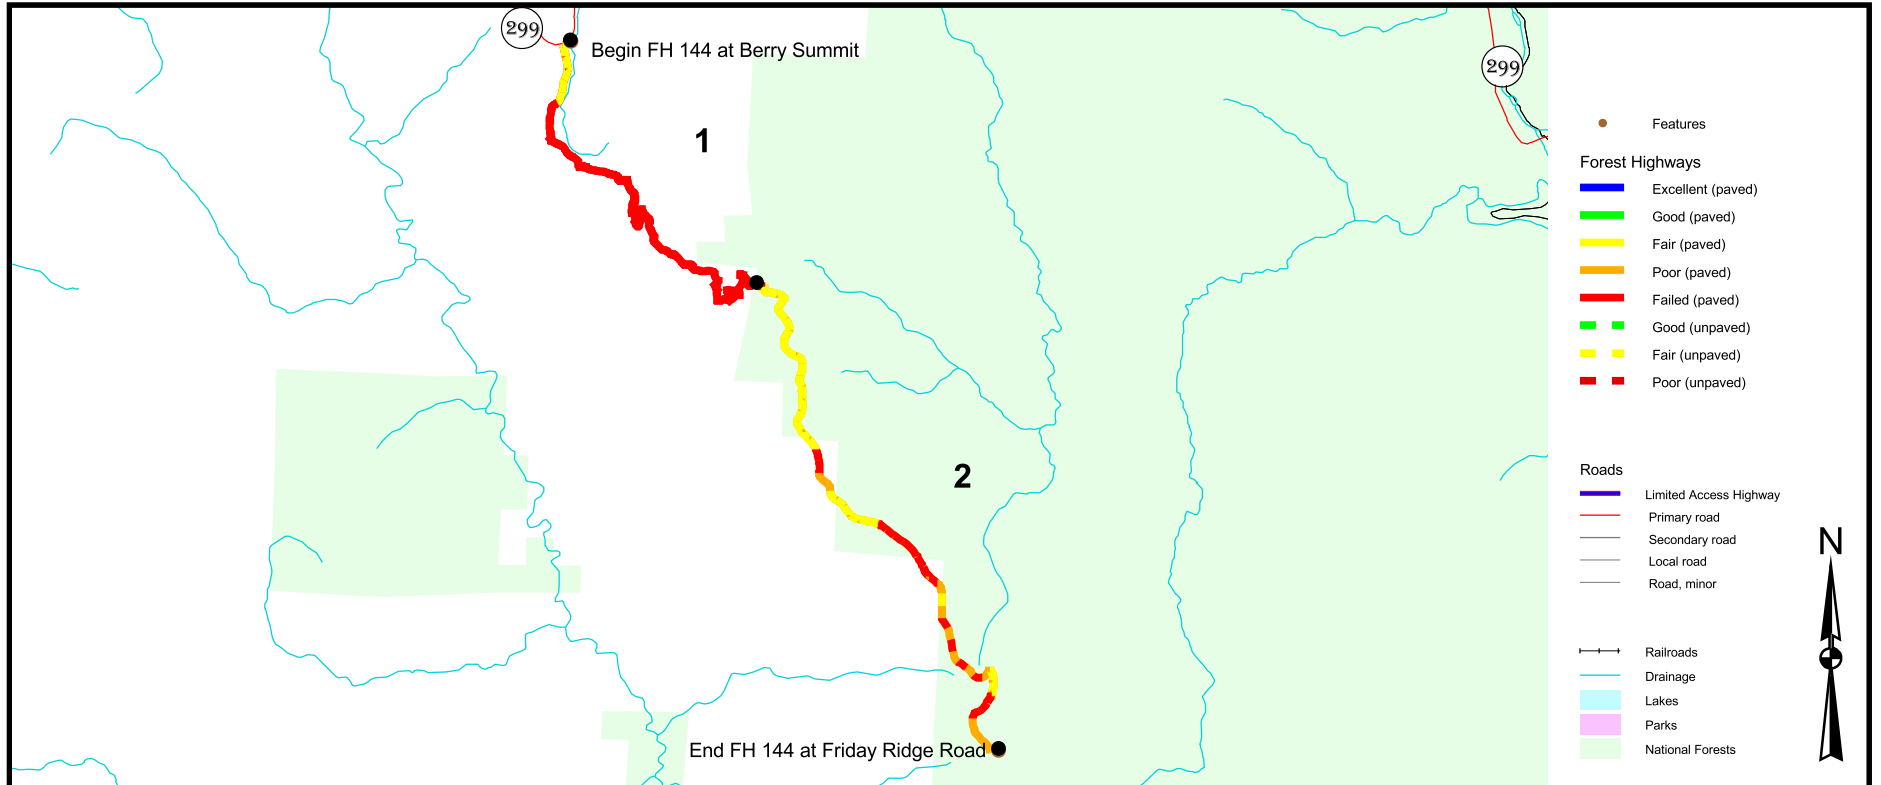 299
Begin FH 144 at Berry Summit
299
1
2
End FH 144 at Friday Ridge Road
Features
Forest Highways
Excellent (paved)
Good (paved)
Fair (paved)
Poor (paved)
Failed (paved)
Good (unpaved)
Fair (unpaved)
Poor (unpaved)
Roads
Limited Access Highway
Primary road
Secondary road
Local road
Road, minor
Railroads
Drainage
Lakes
Parks
National Forests
N